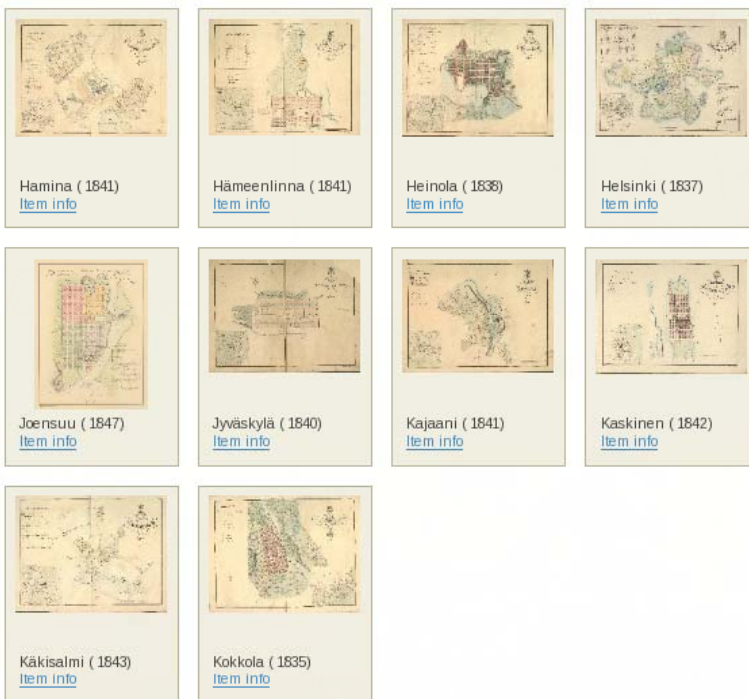 Hamina ( 1841)
Item info
Hämeenlinna ( 1841)
Item info
Heinola ( 1838)
Item info
Helsinki ( 1837)
Item info
Joensuu ( 1847)
Item info
Jyväskylä ( 1840)
Item info
Kajaani ( 1841)
Item info
Kaskinen ( 1842)
Item info
Käkisalmi ( 1843)
Item info
Kokkola ( 1835)
Item info